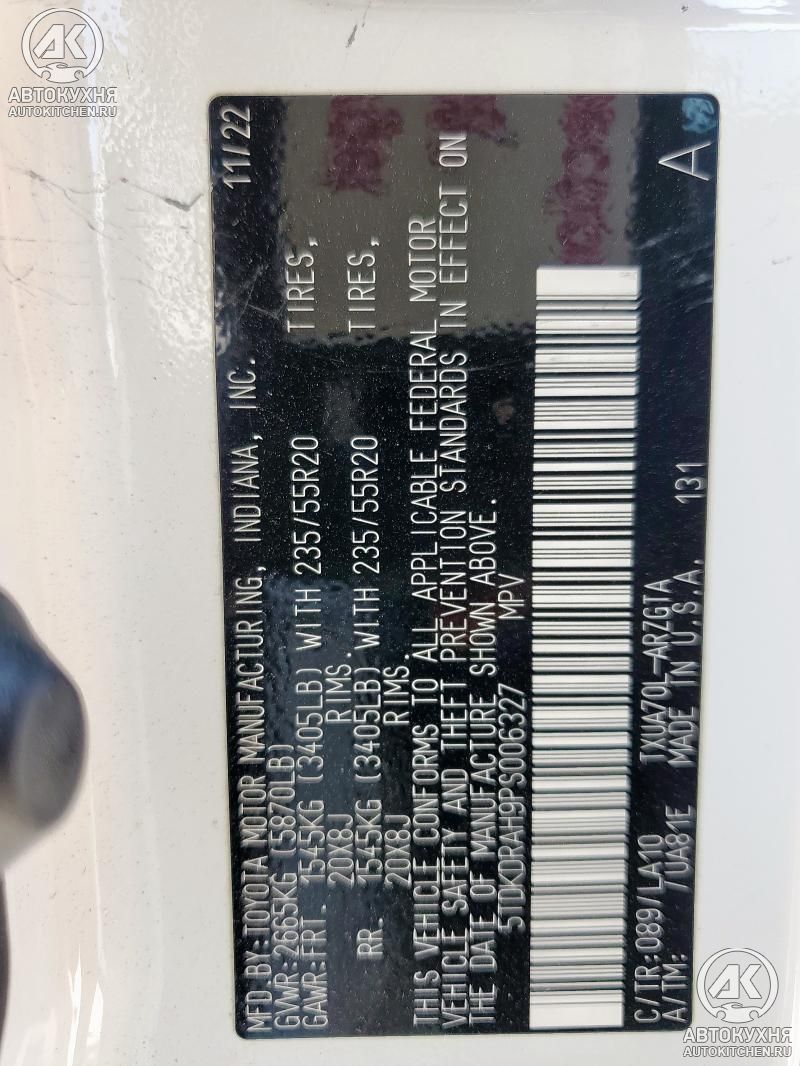 AK
АВТОКУХНЯ
AUTOKITCHEN.RU
MFD.BY:TOYOTA MOTOR MANUFACTURING, INDIANA, INC. 11/22
GVWR:2665KG (5870LB)
GAWR:FRT. 1545KG (3405LB) WITH 235/55R20 TIRES,
20X8J RIMS.
RR. 1545KG (3405LB) WITH 235/55R20 TIRES,
20X8J RIMS.
THIS VEHICLE CONFORMS TO ALL APPLICABLE FEDERAL MOTOR
VEHICLE SAFETY AND THEFT PREVENTION STANDARDS IN EFFECT ON
THE DATE OF MANUFACTURE SHOWN ABOVE.
5TDKDRAH9PS006327 MPV
C/TR:089/LA10 TXUA70L-ARZGTA 131 A
A/TM: /UA81E MADE IN U.S.A.
AK
АВТОКУХНЯ
AUTOKITCHEN.RU